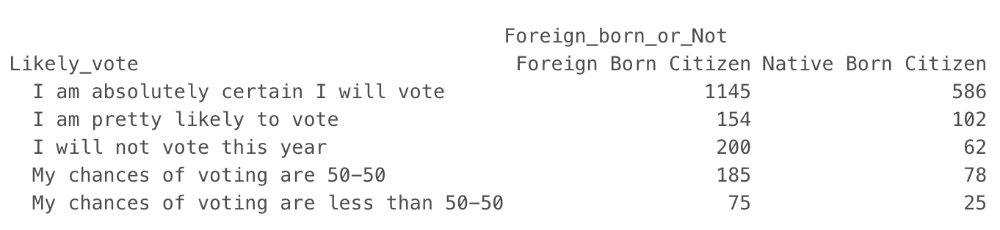 Foreign_born_or_Not
Likely_vote Foreign Born Citizen Native Born Citizen
I am absolutely certain I will vote 1145 586
I am pretty likely to vote 154 102
I will not vote this year 200 62
My chances of voting are 50-50 185 78
My chances of voting are less than 50-50 75 25